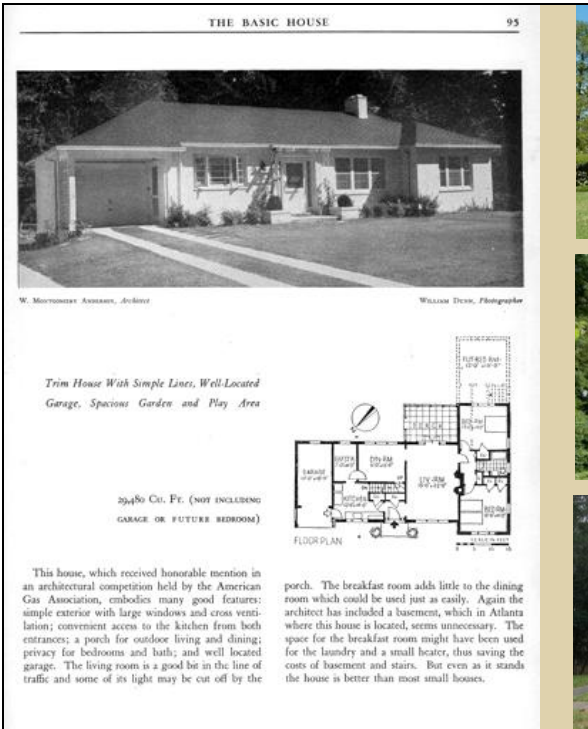 THE BASIC HOUSE 95
W. MONTGOMERY ANDERSON, Architect WILLIAM DUNN, Photographer
Trim House With Simple Lines, Well-Located
Garage, Spacious Garden and Play Area
29,480 CU. FT. (NOT INCLUDING
GARAGE OR FUTURE BEDROOM)
PORCH
GARAGE
DIN-RM.
LIV-RM.
KITCHEN
BED-RM.
FLOOR PLAN
This house, which received honorable mention in
an architectural competition held by the American
Gas Association, embodies many good features:
simple exterior with large windows and cross venti-
lation; convenient access to the kitchen from both
entrances; a porch for outdoor living and dining;
privacy for bedrooms and bath; and well located
garage. The living room is a good bit in the line of
traffic and some of its light may be cut off by the
porch. The breakfast room adds little to the dining
room which could be used just as easily. Again the
architect has included a basement, which in Atlanta
where this house is located, seems unnecessary. The
space for the breakfast room might have been used
for the laundry and a small heater, thus saving the
costs of basement and stairs. But even as it stands
the house is better than most small houses.